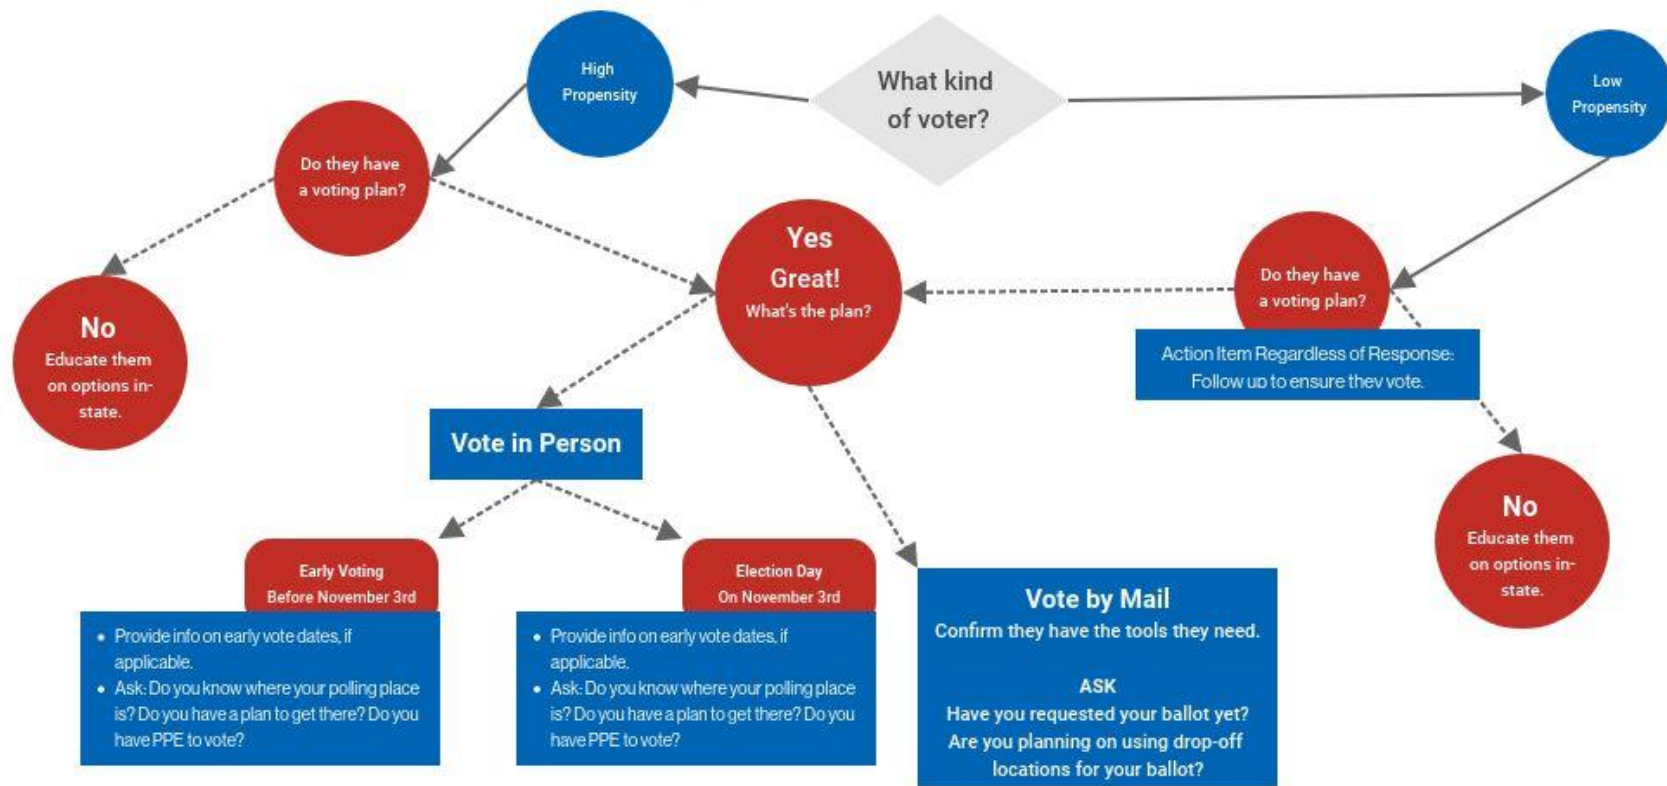 What kind
of voter?
High
Propensity
Low
Propensity
Do they have
a voting plan?
No
Educate them
on options in-
state.
Yes
Great!
What's the plan?
Do they have
a voting plan?
Action Item Regardless of Response:
Follow up to ensure they vote.
No
Educate them
on options in-
state.
Vote in Person
Early Voting
Before November 3rd
• Provide info on early vote dates, if
applicable.
• Ask: Do you know where your polling place
is? Do you have a plan to get there? Do you
have PPE to vote?
Election Day
On November 3rd
• Provide info on early vote dates, if
applicable.
• Ask: Do you know where your polling place
is? Do you have a plan to get there? Do you
have PPE to vote?
Vote by Mail
Confirm they have the tools they need.
ASK
Have you requested your ballot yet?
Are you planning on using drop-off
locations for your ballot?